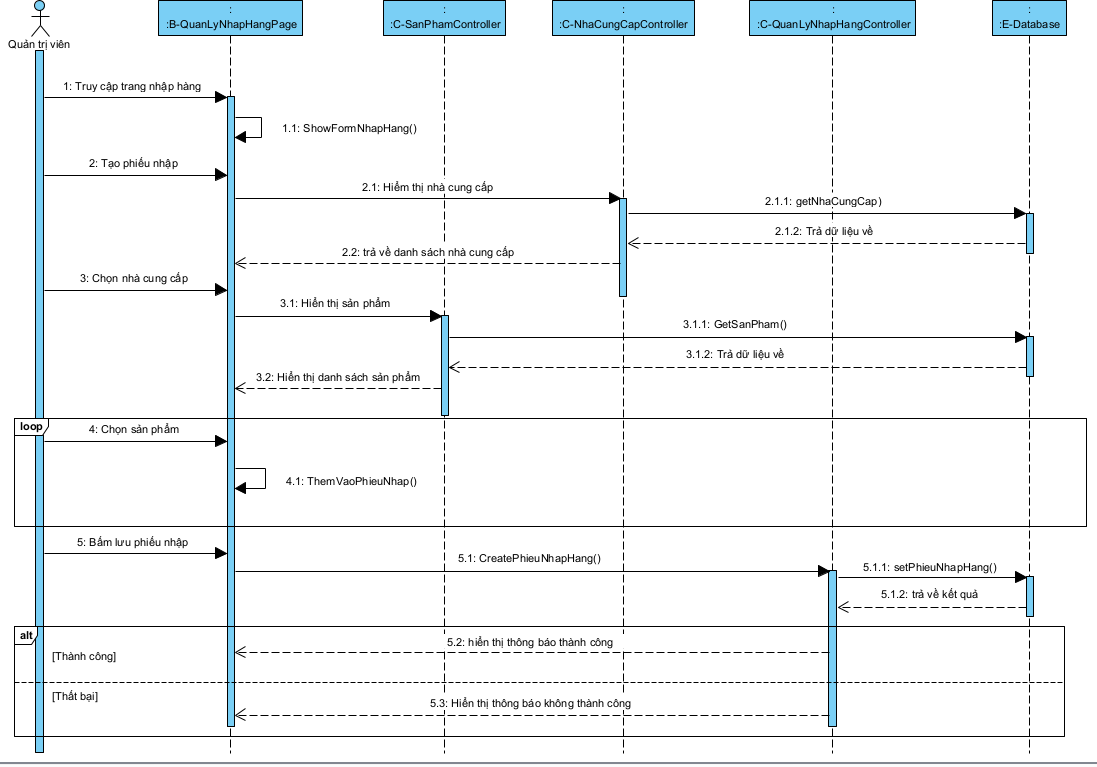 :
:B-QuanLyNhapHangPage
:
:C-SanPhamController
:
:C-NhaCungCapController
:
:C-QuanLyNhapHangController
:
:E-Database
Quản trị viên
1: Truy cập trang nhập hàng
1.1: ShowFormNhapHang()
2: Tạo phiếu nhập
2.1: Hiểm thị nhà cung cấp
2.1.1: getNhaCungCap)
2.1.2: Trả dữ liệu về
2.2: trả về danh sách nhà cung cấp
3: Chọn nhà cung cấp
3.1: Hiển thị sản phẩm
3.1.1: GetSanPham()
3.1.2: Trả dữ liệu về
3.2: Hiển thị danh sách sản phẩm
loop
4: Chọn sản phẩm
4.1: ThemVaoPhieuNhap()
5: Bấm lưu phiếu nhập
5.1: CreatePhieuNhapHang()
5.1.1: setPhieuNhapHang()
5.1.2: trả về kết quả
alt
5.2: hiển thị thông báo thành công
[Thành công]
[Thất bại]
5.3: Hiển thị thông báo không thành công